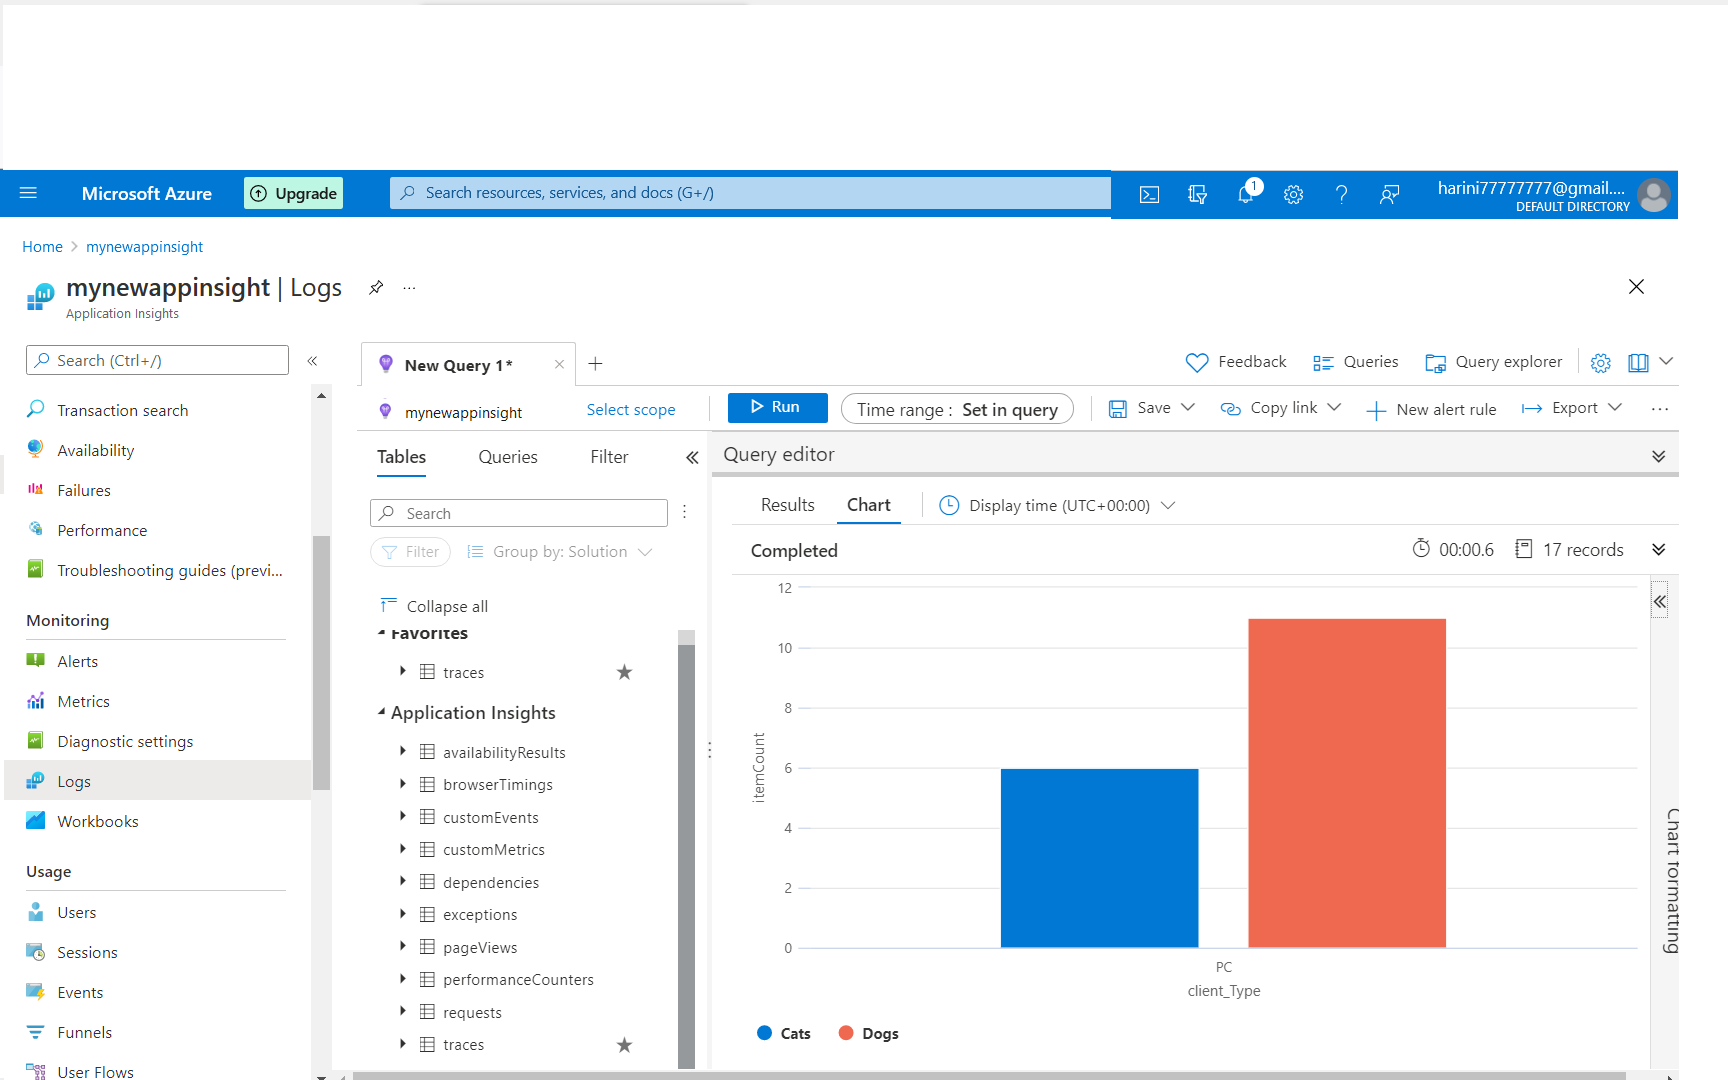 Microsoft Azure
Upgrade
Search resources, services, and docs (G+/)
1
harini77777777@gmail....
DEFAULT DIRECTORY
Home > mynewappinsight
mynewappinsight | Logs
...
Application Insights
Search (Ctrl+/)
Transaction search
Availability
Failures
Performance
Troubleshooting guides (previ...
Monitoring
Alerts
Metrics
Diagnostic settings
Logs
Workbooks
Usage
Users
Sessions
Events
Funnels
User Flows
New Query 1*
Feedback
Queries
Query explorer
mynewappinsight
Select scope
Run
Time range : Set in query
Save
Copy link
New alert rule
Export
...
Tables
Queries
Filter
Search
Filter
Group by: Solution
Collapse all
Favorites
traces
Application Insights
availabilityResults
browserTimings
customEvents
customMetrics
dependencies
exceptions
pageViews
performanceCounters
requests
traces
Query editor
Results
Chart
Display time (UTC+00:00)
Completed
00:00.6
17 records
12
10
8
6
4
2
0
itemCount
PC
client_Type
Cats
Dogs
Chart formatting